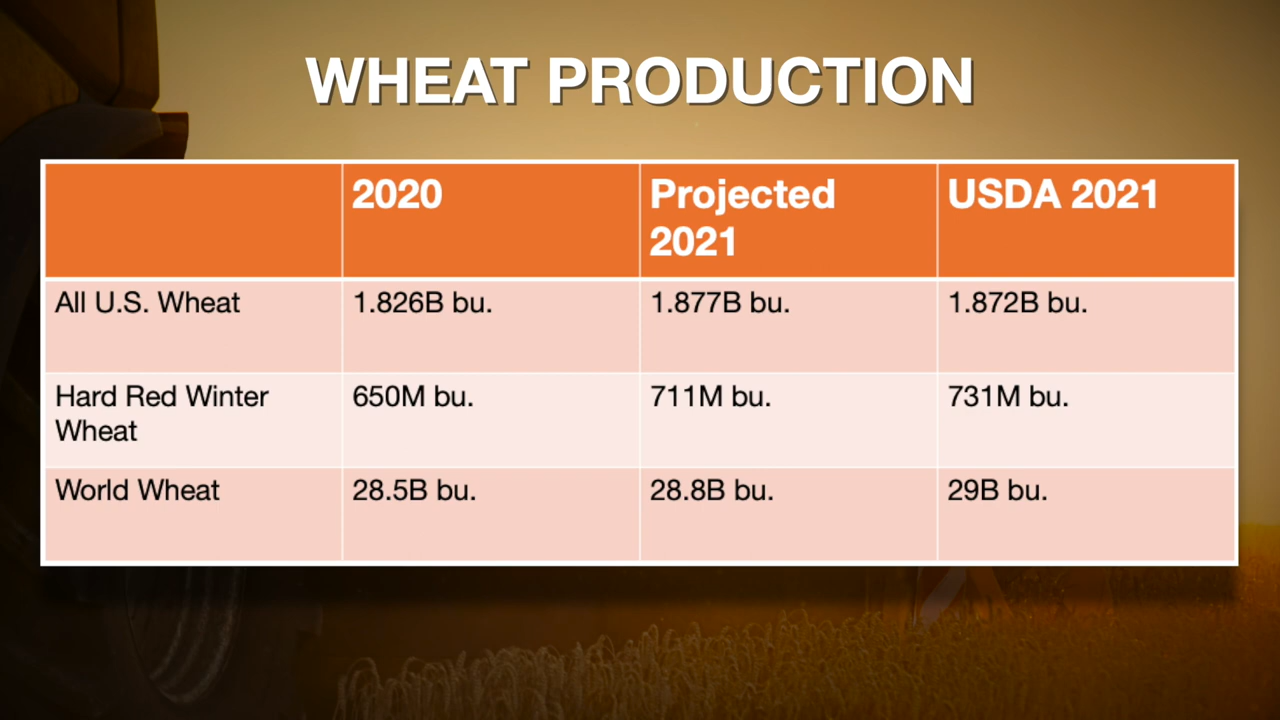 WHEAT PRODUCTION
2020
Projected
2021
USDA 2021
All U.S. Wheat
1.826B bu.
1.877B bu.
1.872B bu.
Hard Red Winter
Wheat
650M bu.
711M bu.
731M bu.
World Wheat
28.5B bu.
28.8B bu.
29B bu.